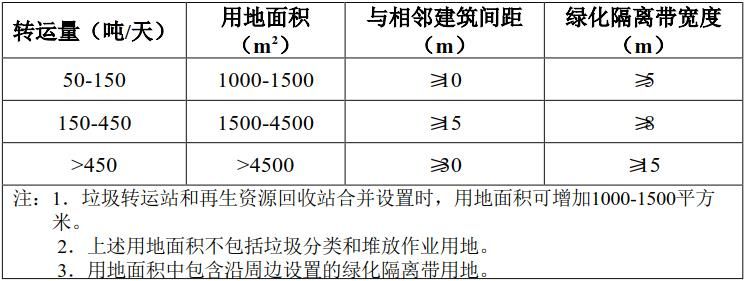 转运量（吨/天） 用地面积（m²） 与相邻建筑间距（m） 绿化隔离带宽度（m）
50-150 1000-1500 ≥10 ≥5
150-450 1500-4500 ≥15 ≥8
>450 >4500 ≥30 ≥15
注：1．垃圾转运站和再生资源回收站合并设置时，用地面积可增加1000-1500平方
米。
2．上述用地面积不包括垃圾分类和堆放作业用地。
3．用地面积中包含沿周边设置的绿化隔离带用地。